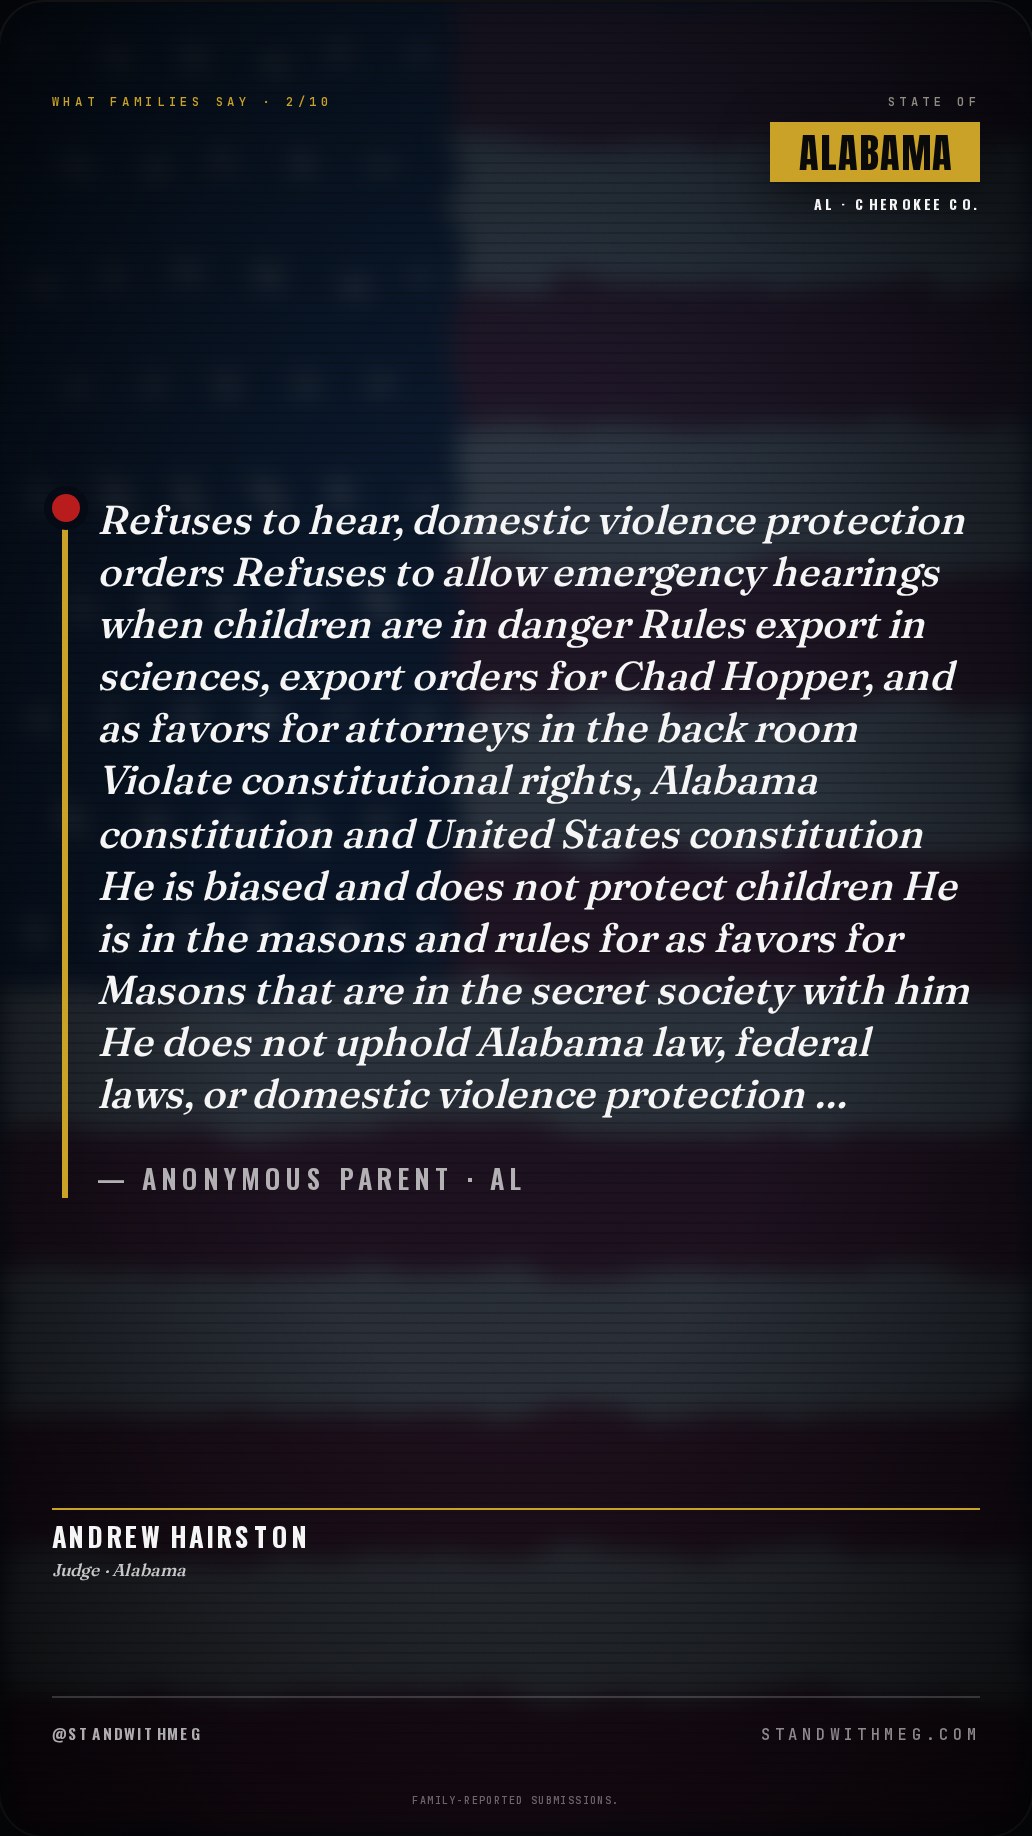 WHAT FAMILIES SAY · 2/10
STATE OF
ALABAMA
AL · CHEROKEE CO.
Refuses to hear, domestic violence protection
orders Refuses to allow emergency hearings
when children are in danger Rules export in
sciences, export orders for Chad Hopper, and
as favors for attorneys in the back room
Violate constitutional rights, Alabama
constitution and United States constitution
He is biased and does not protect children He
is in the masons and rules for as favors for
Masons that are in the secret society with him
He does not uphold Alabama law, federal
laws, or domestic violence protection ...
— ANONYMOUS PARENT · AL
ANDREW HAIRSTON
Judge · Alabama
@STANDWITHMEG
STANDWITHMEG.COM
FAMILY-REPORTED SUBMISSIONS.